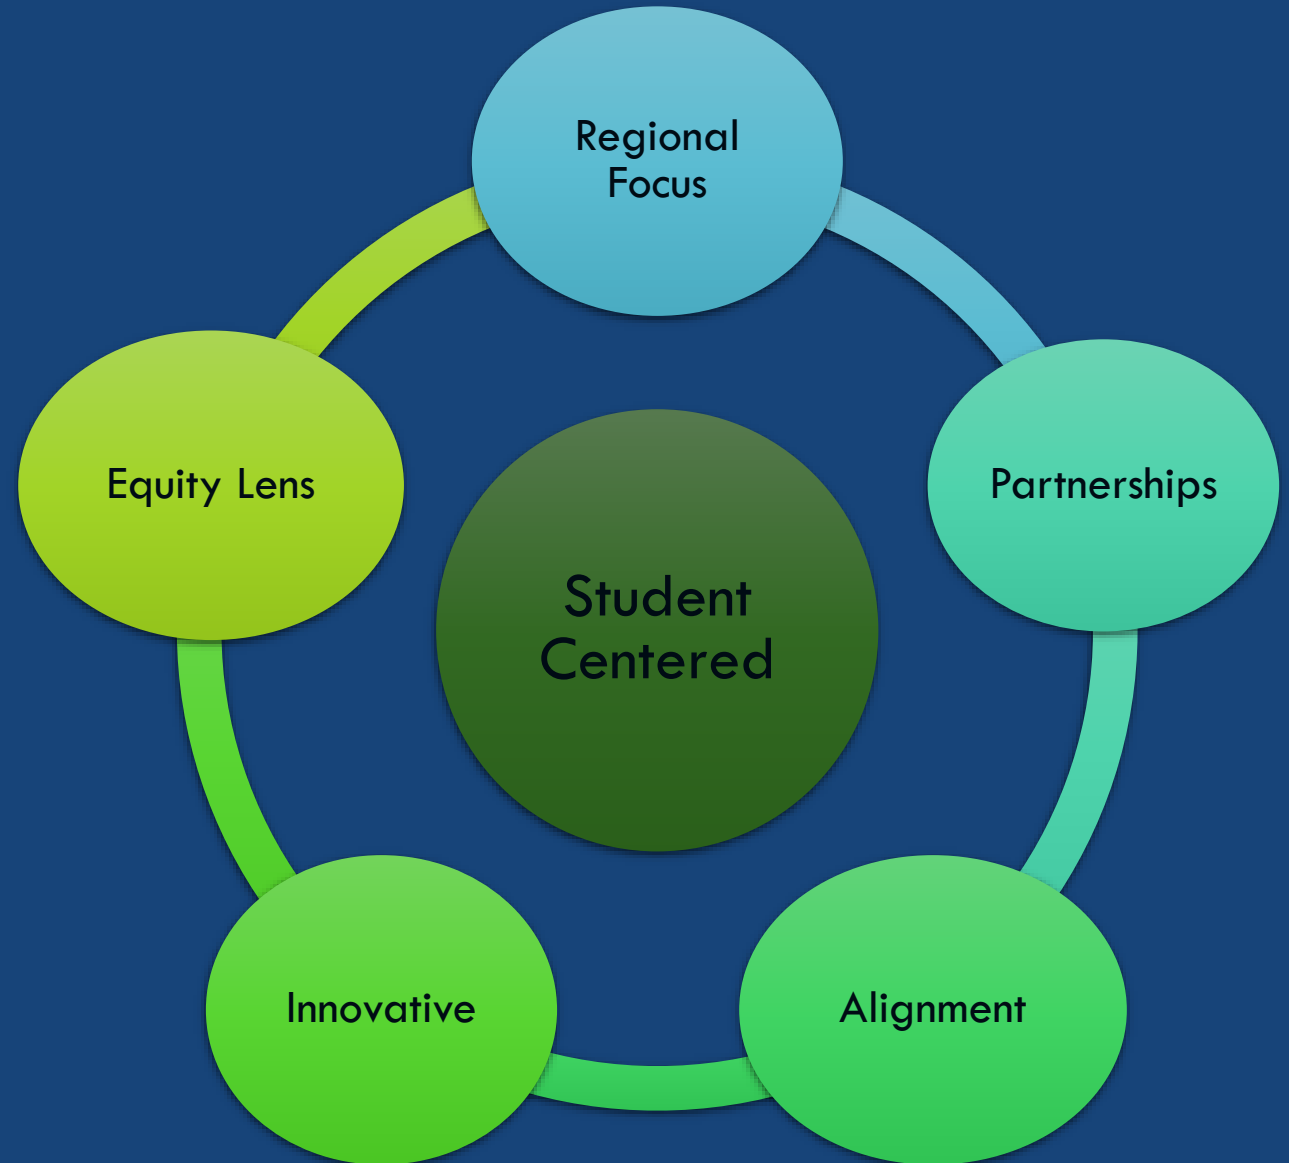 Regional
Focus
Equity Lens
Partnerships
Student
Centered
Innovative
Alignment